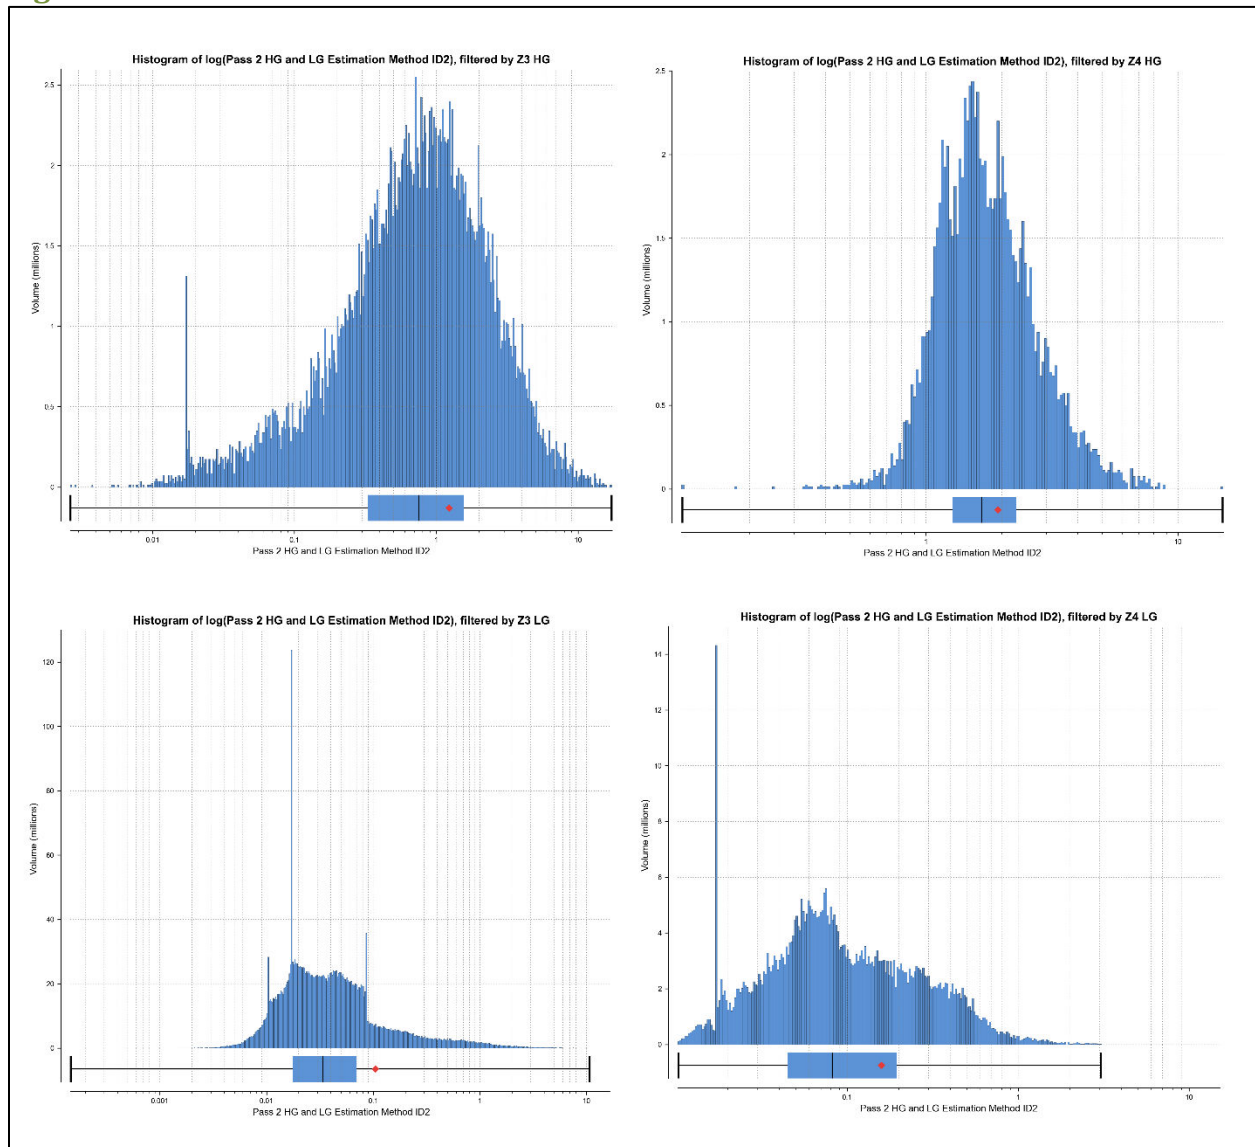 Histogram of log(Pass 2 HG and LG Estimation Method ID2), filtered by Z3 HG
2.5
2
1.5
1
0.5
0
Volume (millions)
0.01 0.1 1 10
Pass 2 HG and LG Estimation Method ID2
Histogram of log(Pass 2 HG and LG Estimation Method ID2), filtered by Z4 HG
2.5
2
1.5
1
0.5
0
Volume (millions)
1 10
Pass 2 HG and LG Estimation Method ID2
Histogram of log(Pass 2 HG and LG Estimation Method ID2), filtered by Z3 LG
120
100
80
60
40
20
0
Volume (millions)
0.001 0.01 0.1 1 10
Pass 2 HG and LG Estimation Method ID2
Histogram of log(Pass 2 HG and LG Estimation Method ID2), filtered by Z4 LG
14
12
10
8
6
4
2
0
Volume (millions)
0.1 1 10
Pass 2 HG and LG Estimation Method ID2